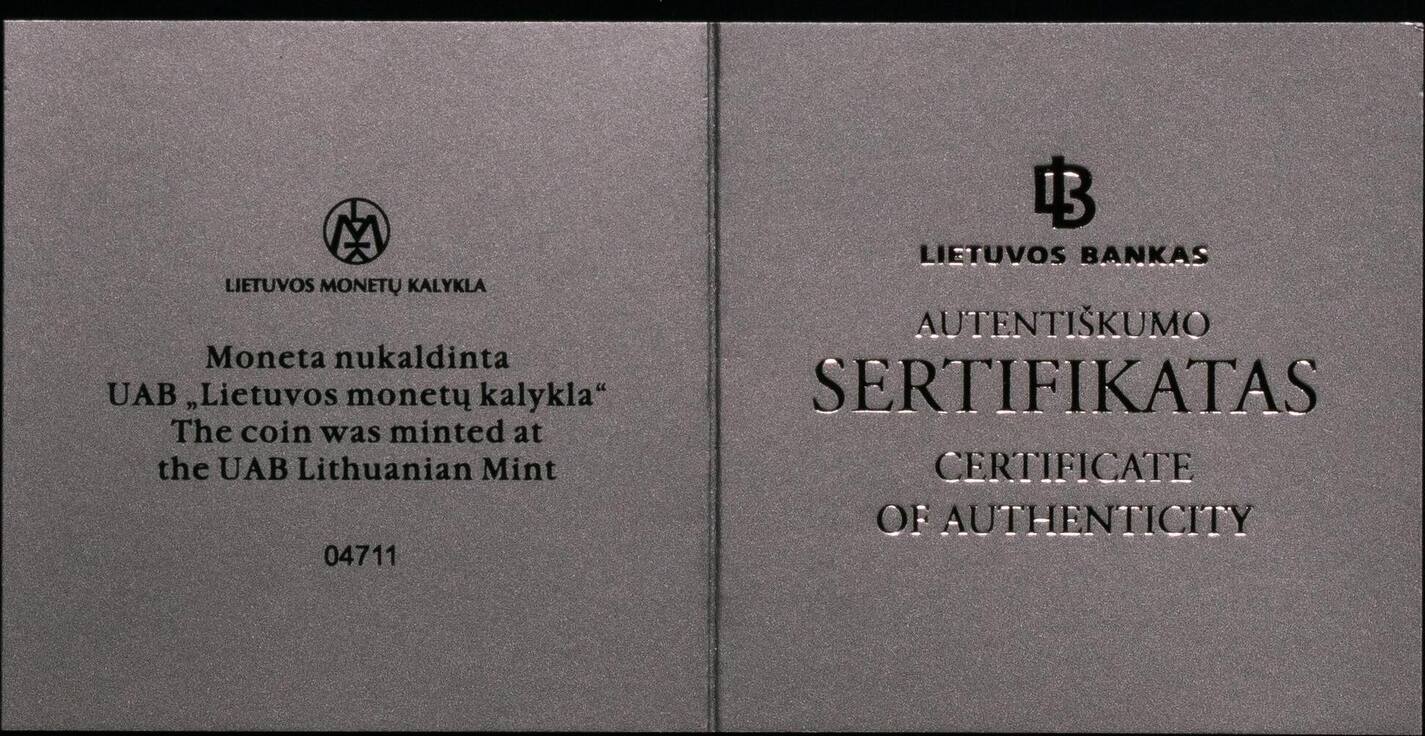 LIETUVOS MONETŲ KALYKLA
Moneta nukaldinta
UAB „Lietuvos monetų kalykla“
The coin was minted at
the UAB Lithuanian Mint
04711
LB
LIETUVOS BANKAS
AUTENTIŠKUMO
SERTIFIKATAS
CERTIFICATE
OF AUTHENTICITY